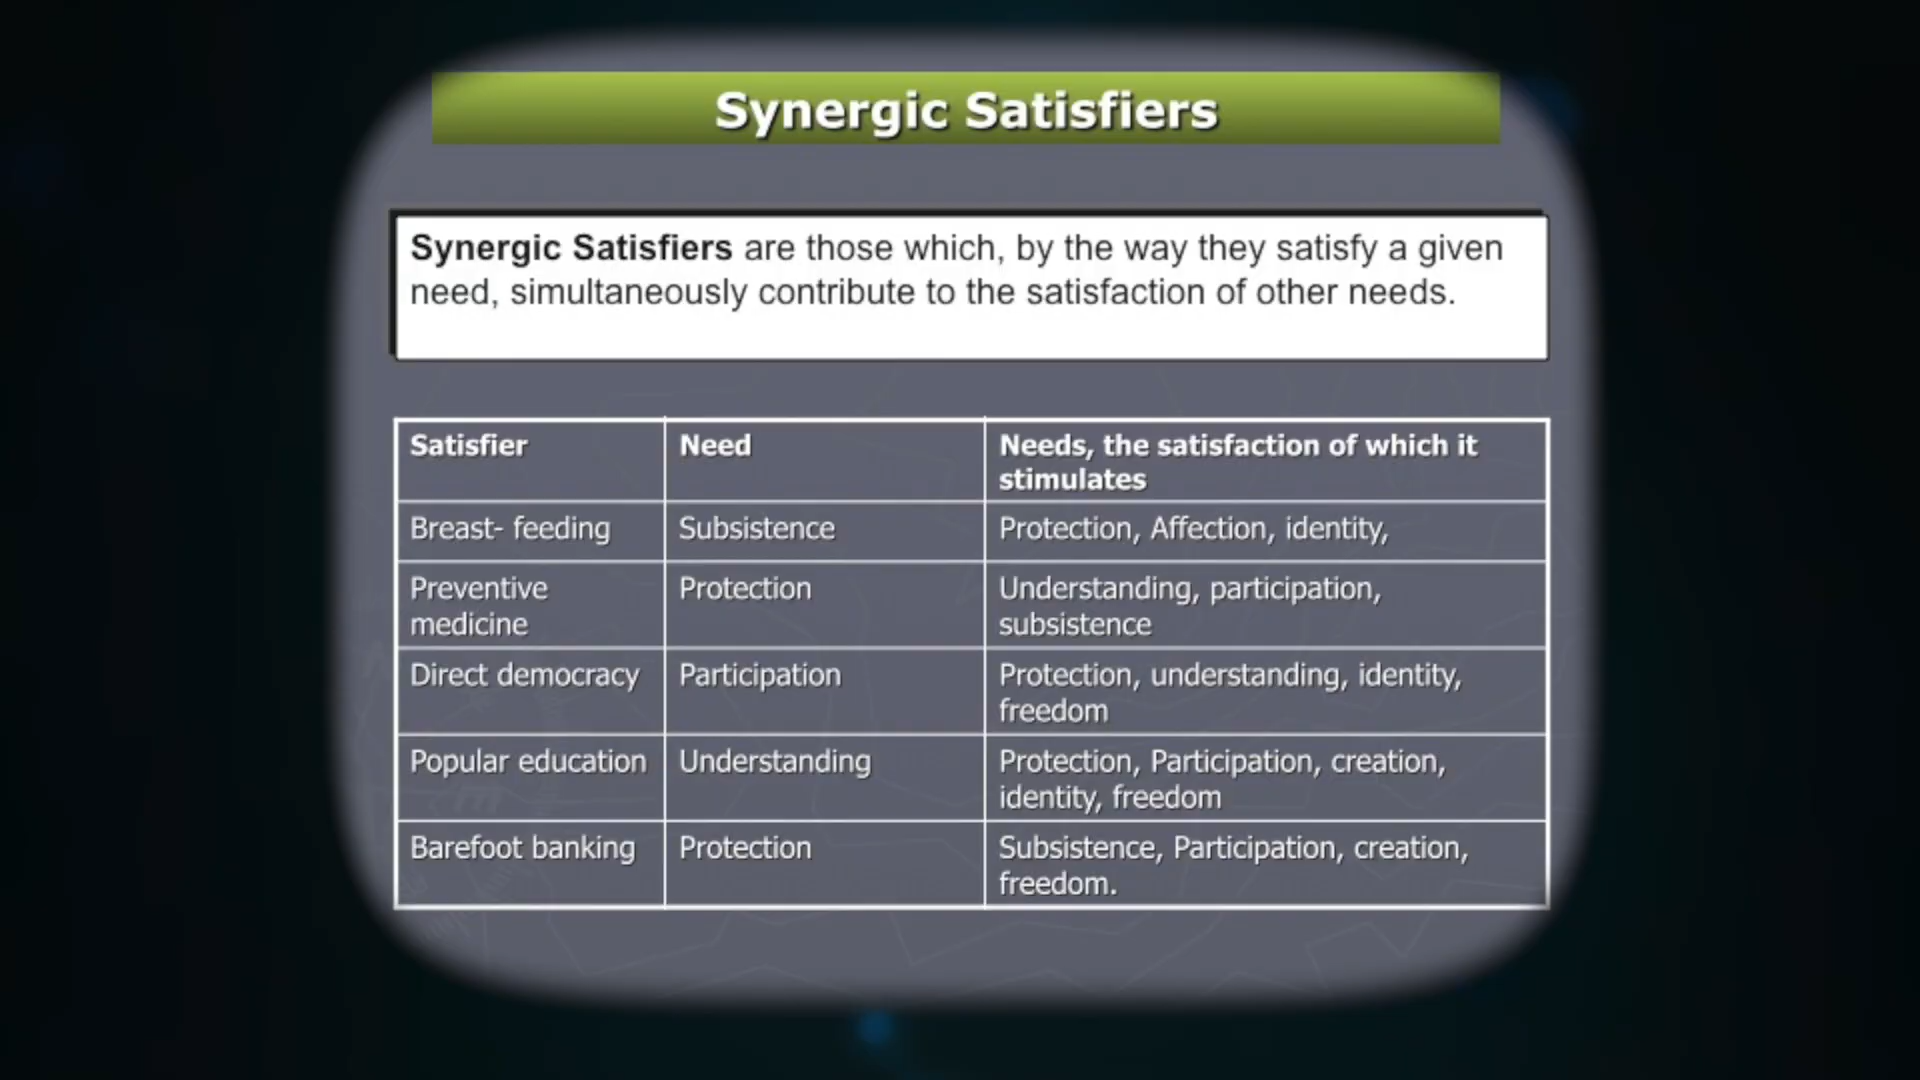 Synergic Satisfiers
Synergic Satisfiers are those which, by the way they satisfy a given
need, simultaneously contribute to the satisfaction of other needs.
Satisfier Need Needs, the satisfaction of which it
stimulates
Breast- feeding Subsistence Protection, Affection, identity,
Preventive Protection Understanding, participation,
medicine subsistence
Direct democracy Participation Protection, understanding, identity,
freedom
Popular education Understanding Protection, Participation, creation,
identity, freedom
Barefoot banking Protection Subsistence, Participation, creation,
freedom.